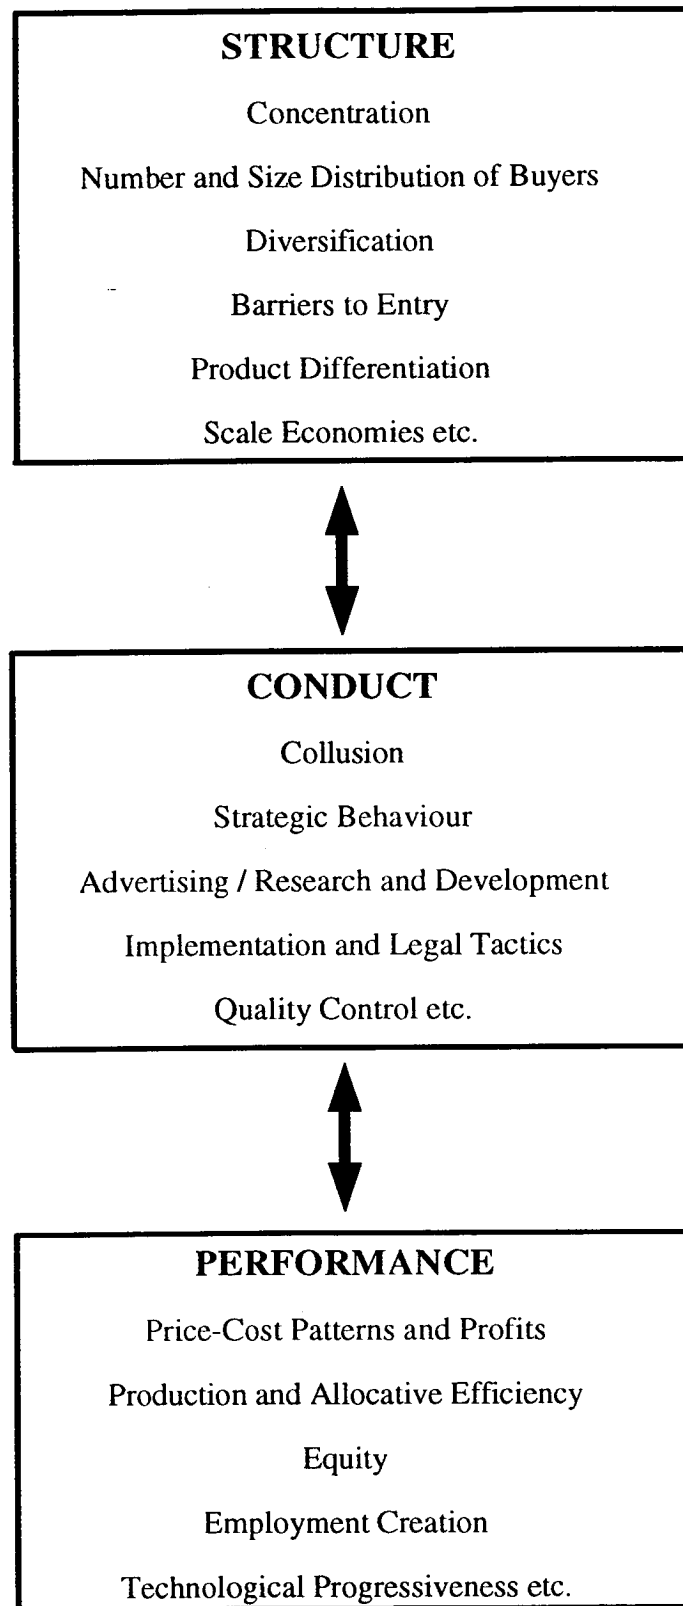 STRUCTURE
Concentration
Number and Size Distribution of Buyers
Diversification
Barriers to Entry
Product Differentiation
Scale Economies etc.
CONDUCT
Collusion
Strategic Behaviour
Advertising / Research and Development
Implementation and Legal Tactics
Quality Control etc.
PERFORMANCE
Price-Cost Patterns and Profits
Production and Allocative Efficiency
Equity
Employment Creation
Technological Progressiveness etc.